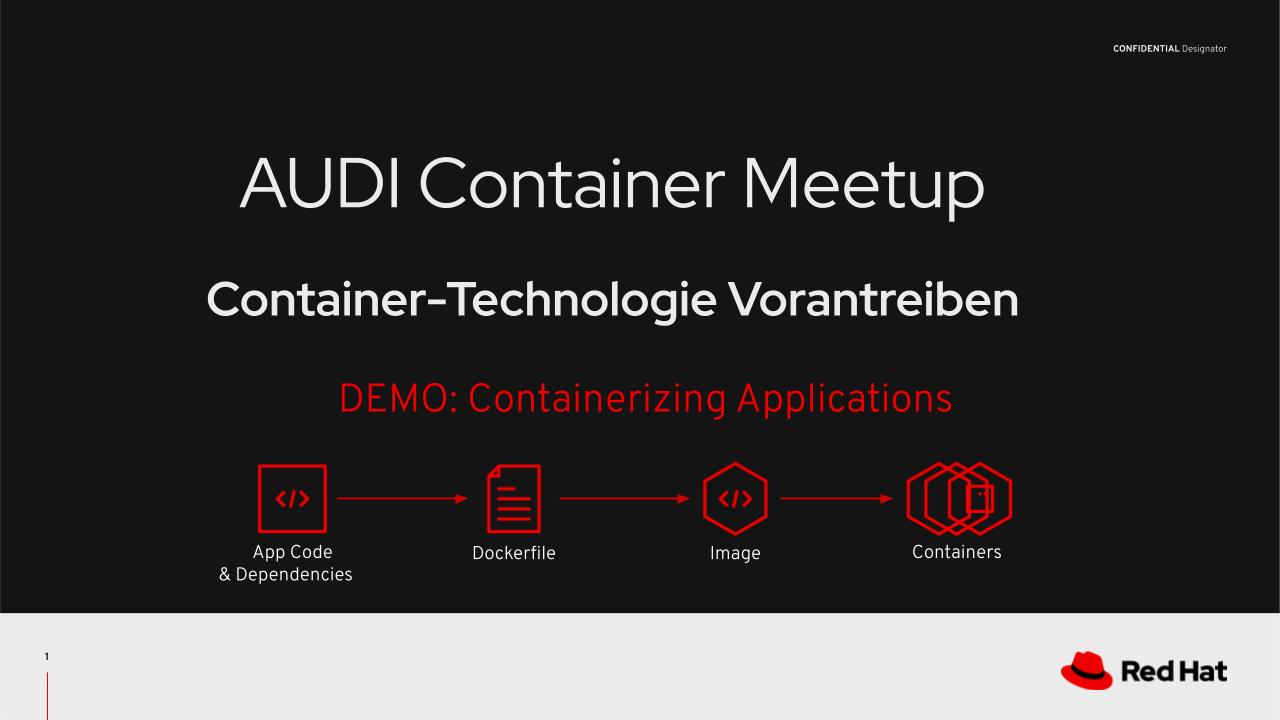 CONFIDENTIAL Designator
AUDI Container Meetup
Container-Technologie Vorantreiben
DEMO: Containerizing Applications
</>
</>
App Code
& Dependencies
Dockerfile
Image
Containers
1
Red Hat